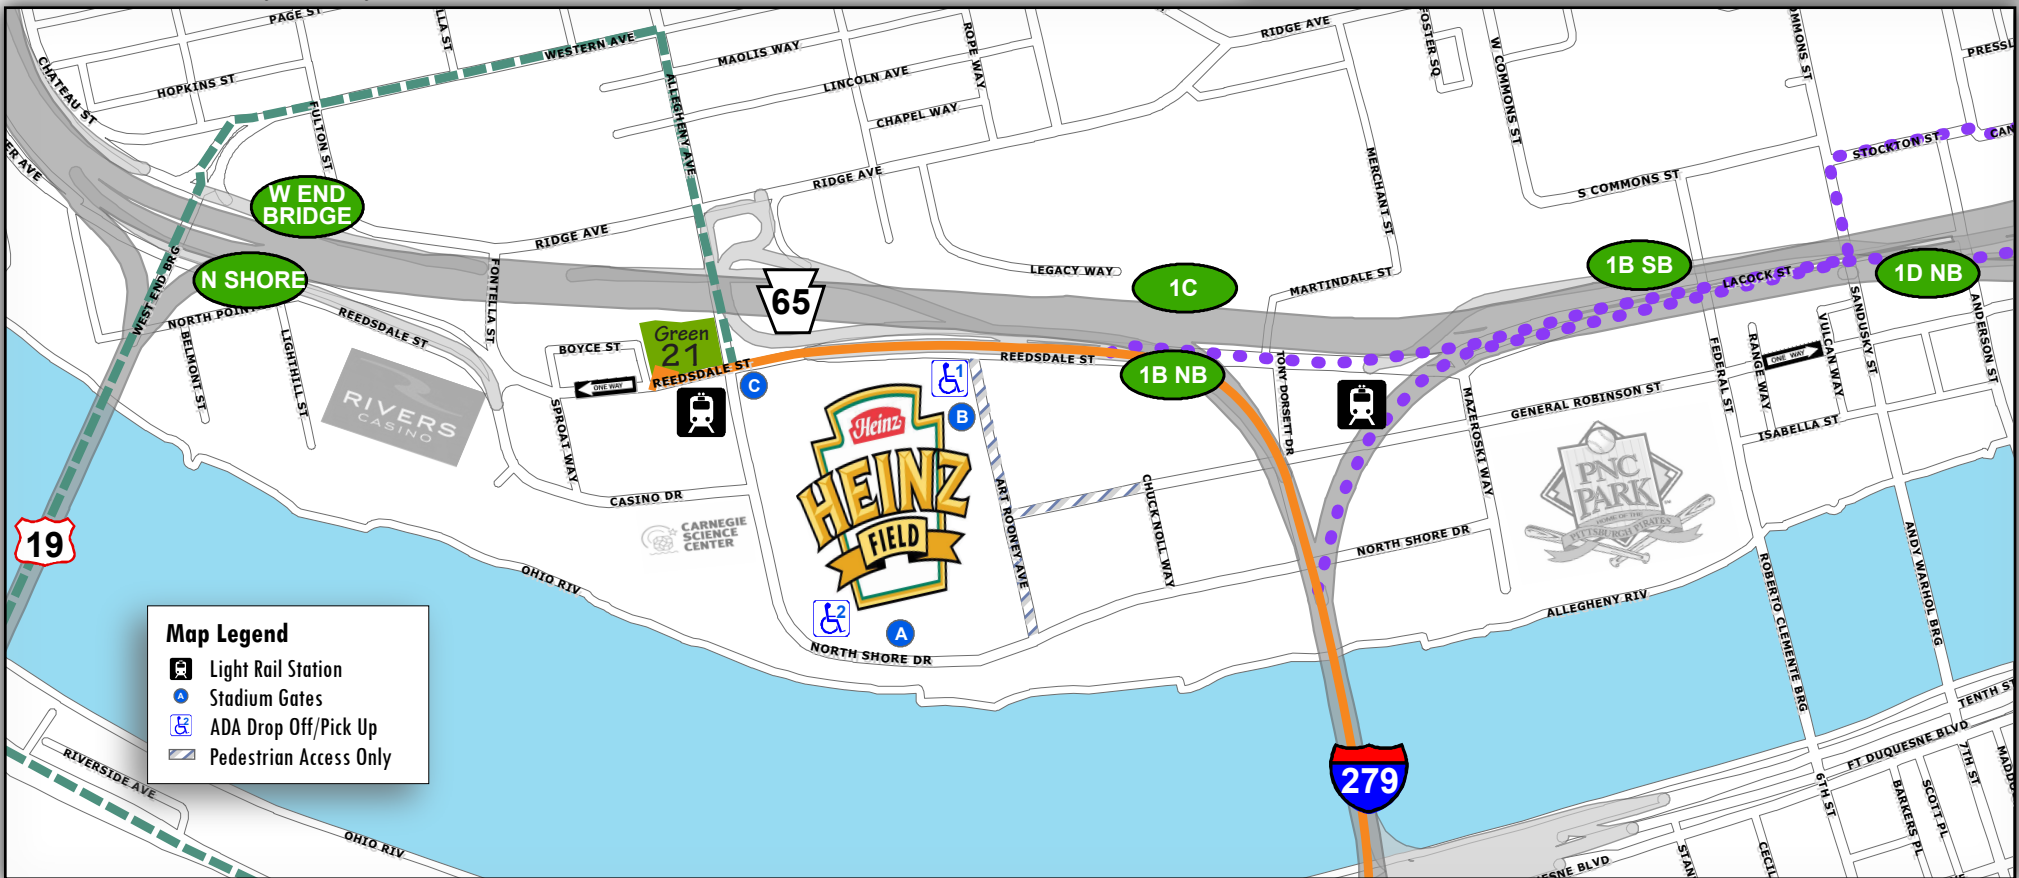 PAGE ST
WESTERN AVE
MAOLIS WAY
ROPE WAY
RIDGE AVE
FOSTER SQ
W COMMONS ST
CHATEAU ST
HOPKINS ST
FULTON ST
ALLEGHENY AVE
LINCOLN AVE
CHAPEL WAY
MERCHANT ST
STOCKTON ST
RIDGE AVE
S COMMONS ST
W END
BRIDGE
RIDGE AVE
N SHORE
WEST END BRG
FONTELLA ST
LEGACY WAY
1C
MARTINDALE ST
1B SB
LACOCK ST
1D NB
65
NORTH POINT
REEDSDALE ST
BELMONT ST
LIGHTHILL ST
BOYCE ST
Green
21
REEDSDALE ST
REEDSDALE ST
1B NB
TONY DORSETT DR
SANDUSKY ST
ANDERSON ST
FEDERAL ST
RANGE WAY
VULCAN WAY
ONE WAY
ONE WAY
RIVERS
CASINO
SPROAT WAY
C
1
B
Heinz
HEINZ
FIELD
MAZEROSKI WAY
GENERAL ROBINSON ST
ISABELLA ST
PNC
PARK
HOME OF THE
PITTSBURGH PIRATES
CASINO DR
CARNEGIE
SCIENCE
CENTER
ART ROONEY AVE
CHUCK NOLL WAY
NORTH SHORE DR
19
OHIO RIV
2
A
NORTH SHORE DR
ALLEGHENY RIV
ROBERTO CLEMENTE BRG
ANDY WARHOL BRG
Map Legend
Light Rail Station
A
Stadium Gates
2
ADA Drop Off/Pick Up
Pedestrian Access Only
279
RIVERSIDE AVE
OHIO RIV
TENTH ST
FT DUQUESNE BLVD
7TH ST
6TH ST
BARKERS PL
SCOTT PL